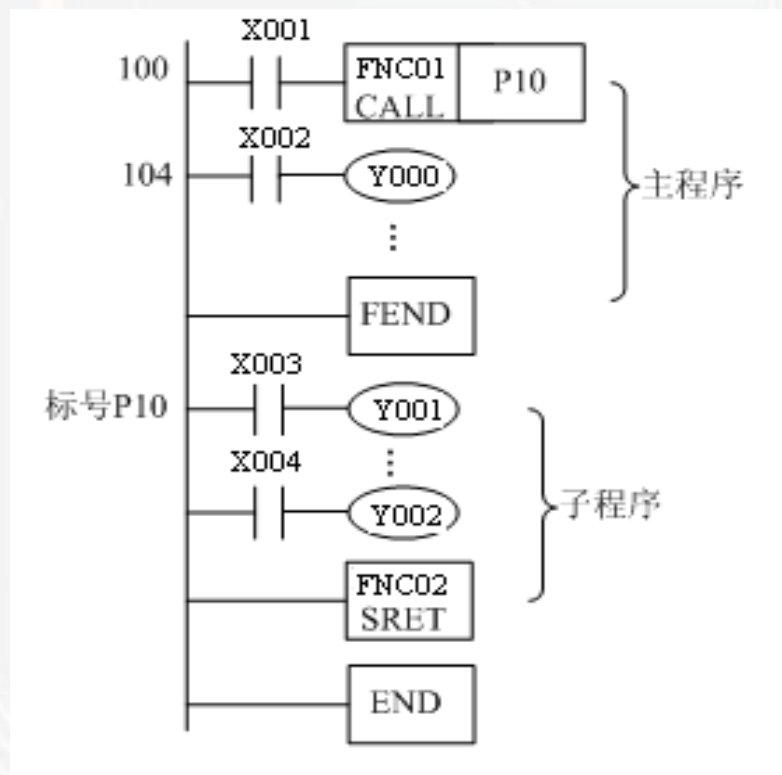 X001
100
FNC01
CALL
P10
X002
104
Y000
主程序
FEND
X003
标号P10
Y001
X004
Y002
子程序
FNC02
SRET
END